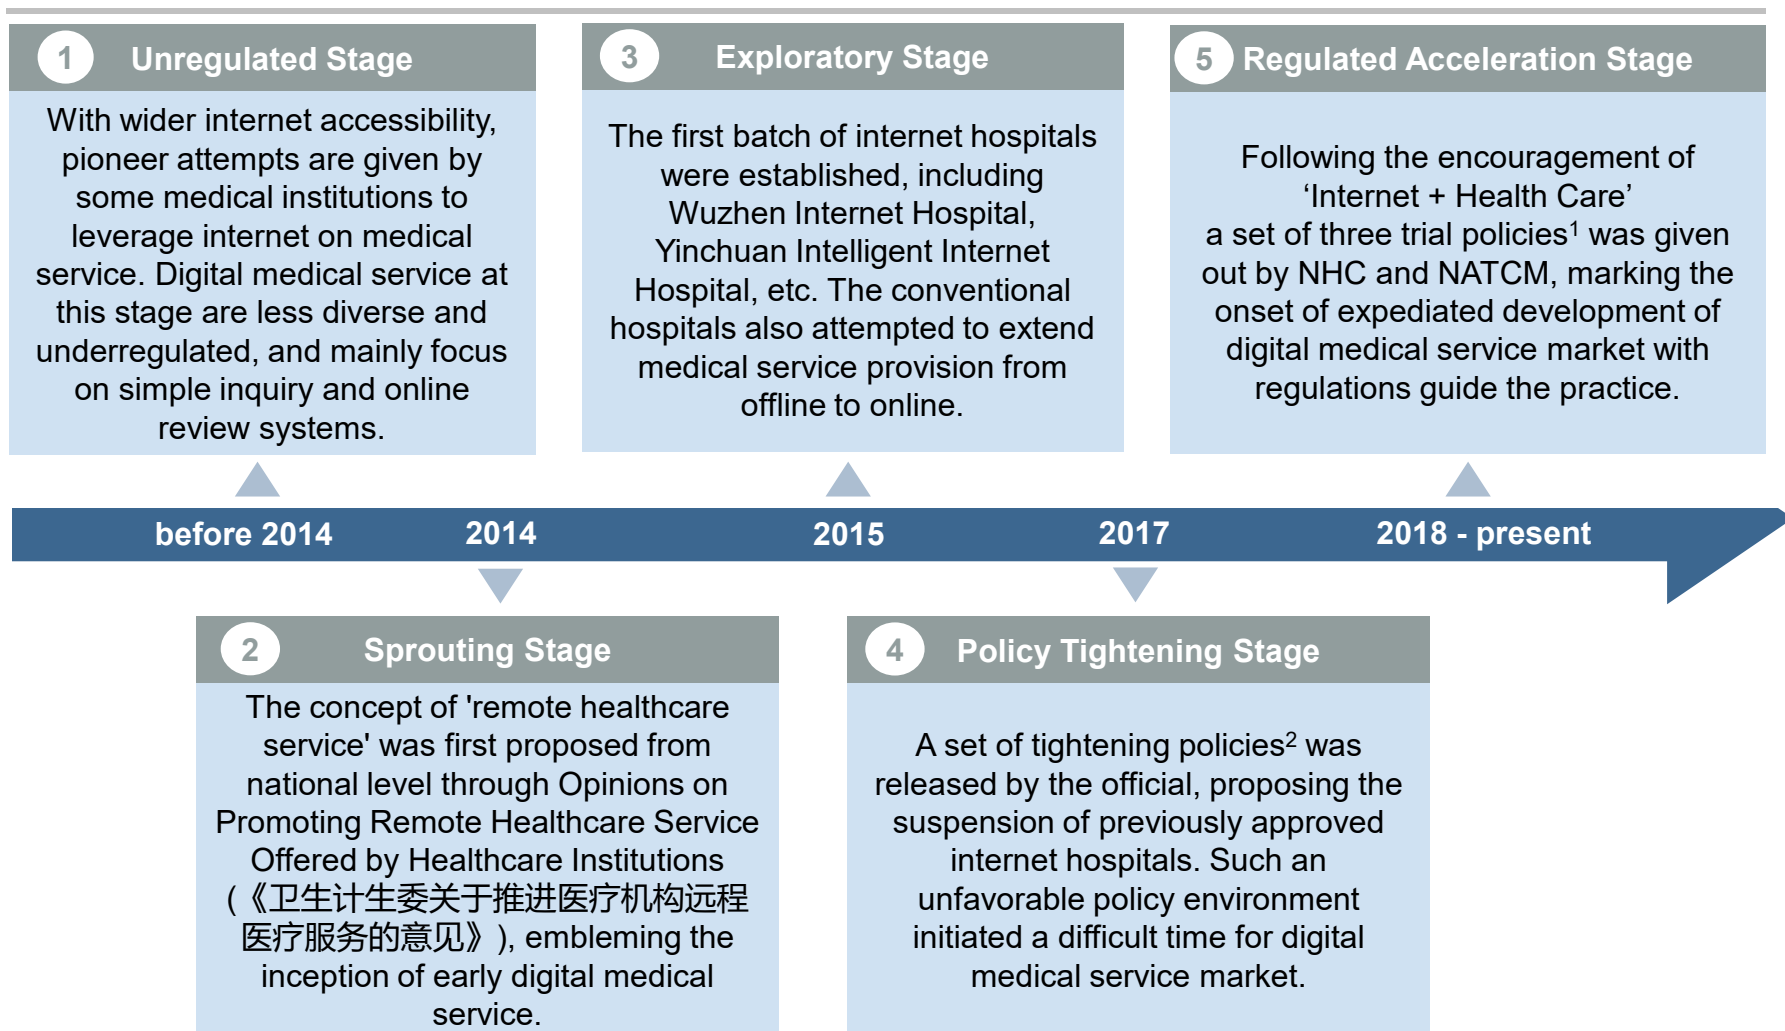 1 Unregulated Stage
With wider internet accessibility,
pioneer attempts are given by
some medical institutions to
leverage internet on medical
service. Digital medical service at
this stage are less diverse and
underregulated, and mainly focus
on simple inquiry and online
review systems.
3 Exploratory Stage
The first batch of internet hospitals
were established, including
Wuzhen Internet Hospital,
Yinchuan Intelligent Internet
Hospital, etc. The conventional
hospitals also attempted to extend
medical service provision from
offline to online.
5 Regulated Acceleration Stage
Following the encouragement of
‘Internet + Health Care’
a set of three trial policies¹ was given
out by NHC and NATCM, marking the
onset of expediated development of
digital medical service market with
regulations guide the practice.
before 2014 2014 2015 2017 2018 - present
2 Sprouting Stage
The concept of 'remote healthcare
service' was first proposed from
national level through Opinions on
Promoting Remote Healthcare Service
Offered by Healthcare Institutions
(《卫生计生委关于推进医疗机构远程
医疗服务的意见》), embleming the
inception of early digital medical
service.
4 Policy Tightening Stage
A set of tightening policies² was
released by the official, proposing the
suspension of previously approved
internet hospitals. Such an
unfavorable policy environment
initiated a difficult time for digital
medical service market.